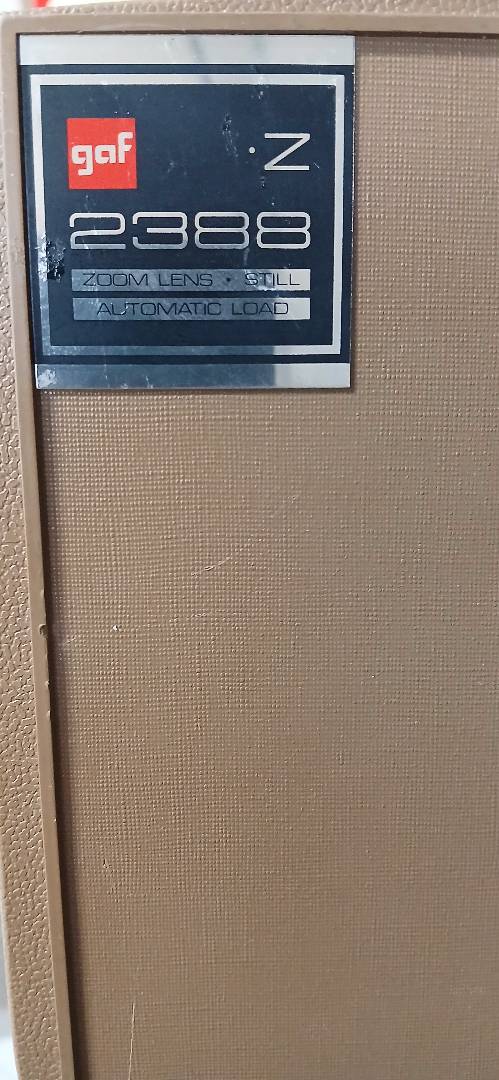 gaf ·Z
2388
ZOOM LENS · STILL
AUTOMATIC LOAD